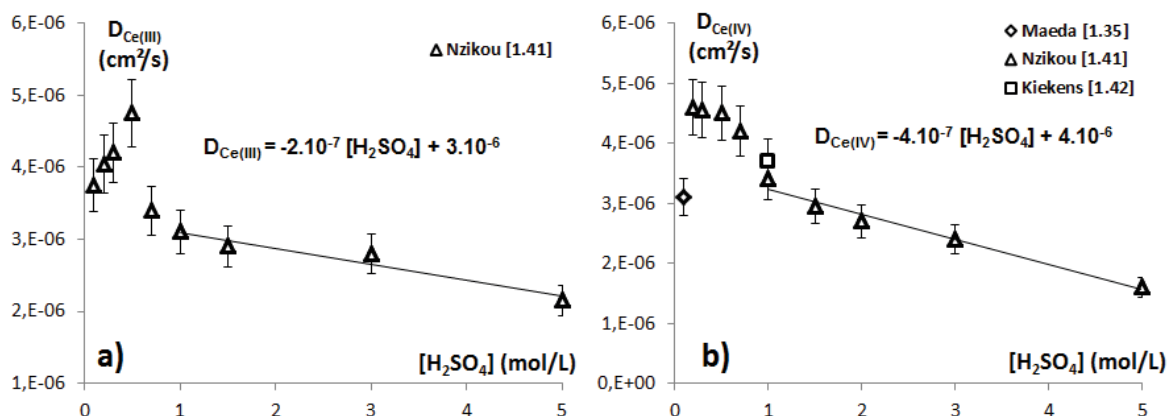 6,E-06
5,E-06
4,E-06
3,E-06
2,E-06
1,E-06
D_Ce(III)
(cm²/s)
Nzikou [1.41]
D_Ce(III) = -2.10⁻⁷ [H₂SO₄] + 3.10⁻⁶
a)
[H₂SO₄] (mol/L)
0 1 2 3 4 5
6,E-06
5,E-06
4,E-06
3,E-06
2,E-06
1,E-06
0,E+00
D_Ce(IV)
(cm²/s)
Maeda [1.35]
Nzikou [1.41]
Kiekens [1.42]
D_Ce(IV) = -4.10⁻⁷ [H₂SO₄] + 4.10⁻⁶
b)
[H₂SO₄] (mol/L)
0 1 2 3 4 5